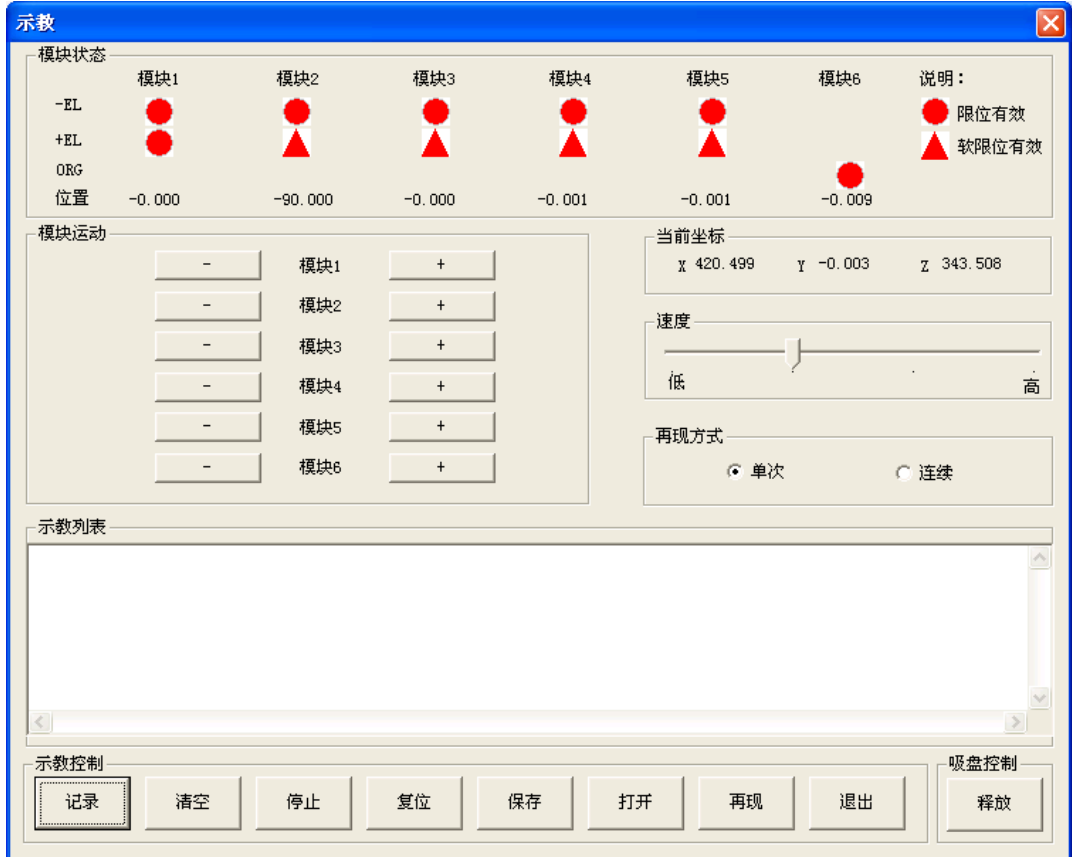 示教
模块状态
模块1 模块2 模块3 模块4 模块5 模块6 说明：
-EL 限位有效
+EL 软限位有效
ORG
位置 -0.000 -90.000 -0.000 -0.001 -0.001 -0.009
模块运动
- 模块1 +
- 模块2 +
- 模块3 +
- 模块4 +
- 模块5 +
- 模块6 +
当前坐标
X 420.499 Y -0.003 Z 343.508
速度
低 高
再现方式
单次 连续
示教列表
示教控制
记录 清空 停止 复位 保存 打开 再现 退出
吸盘控制
释放